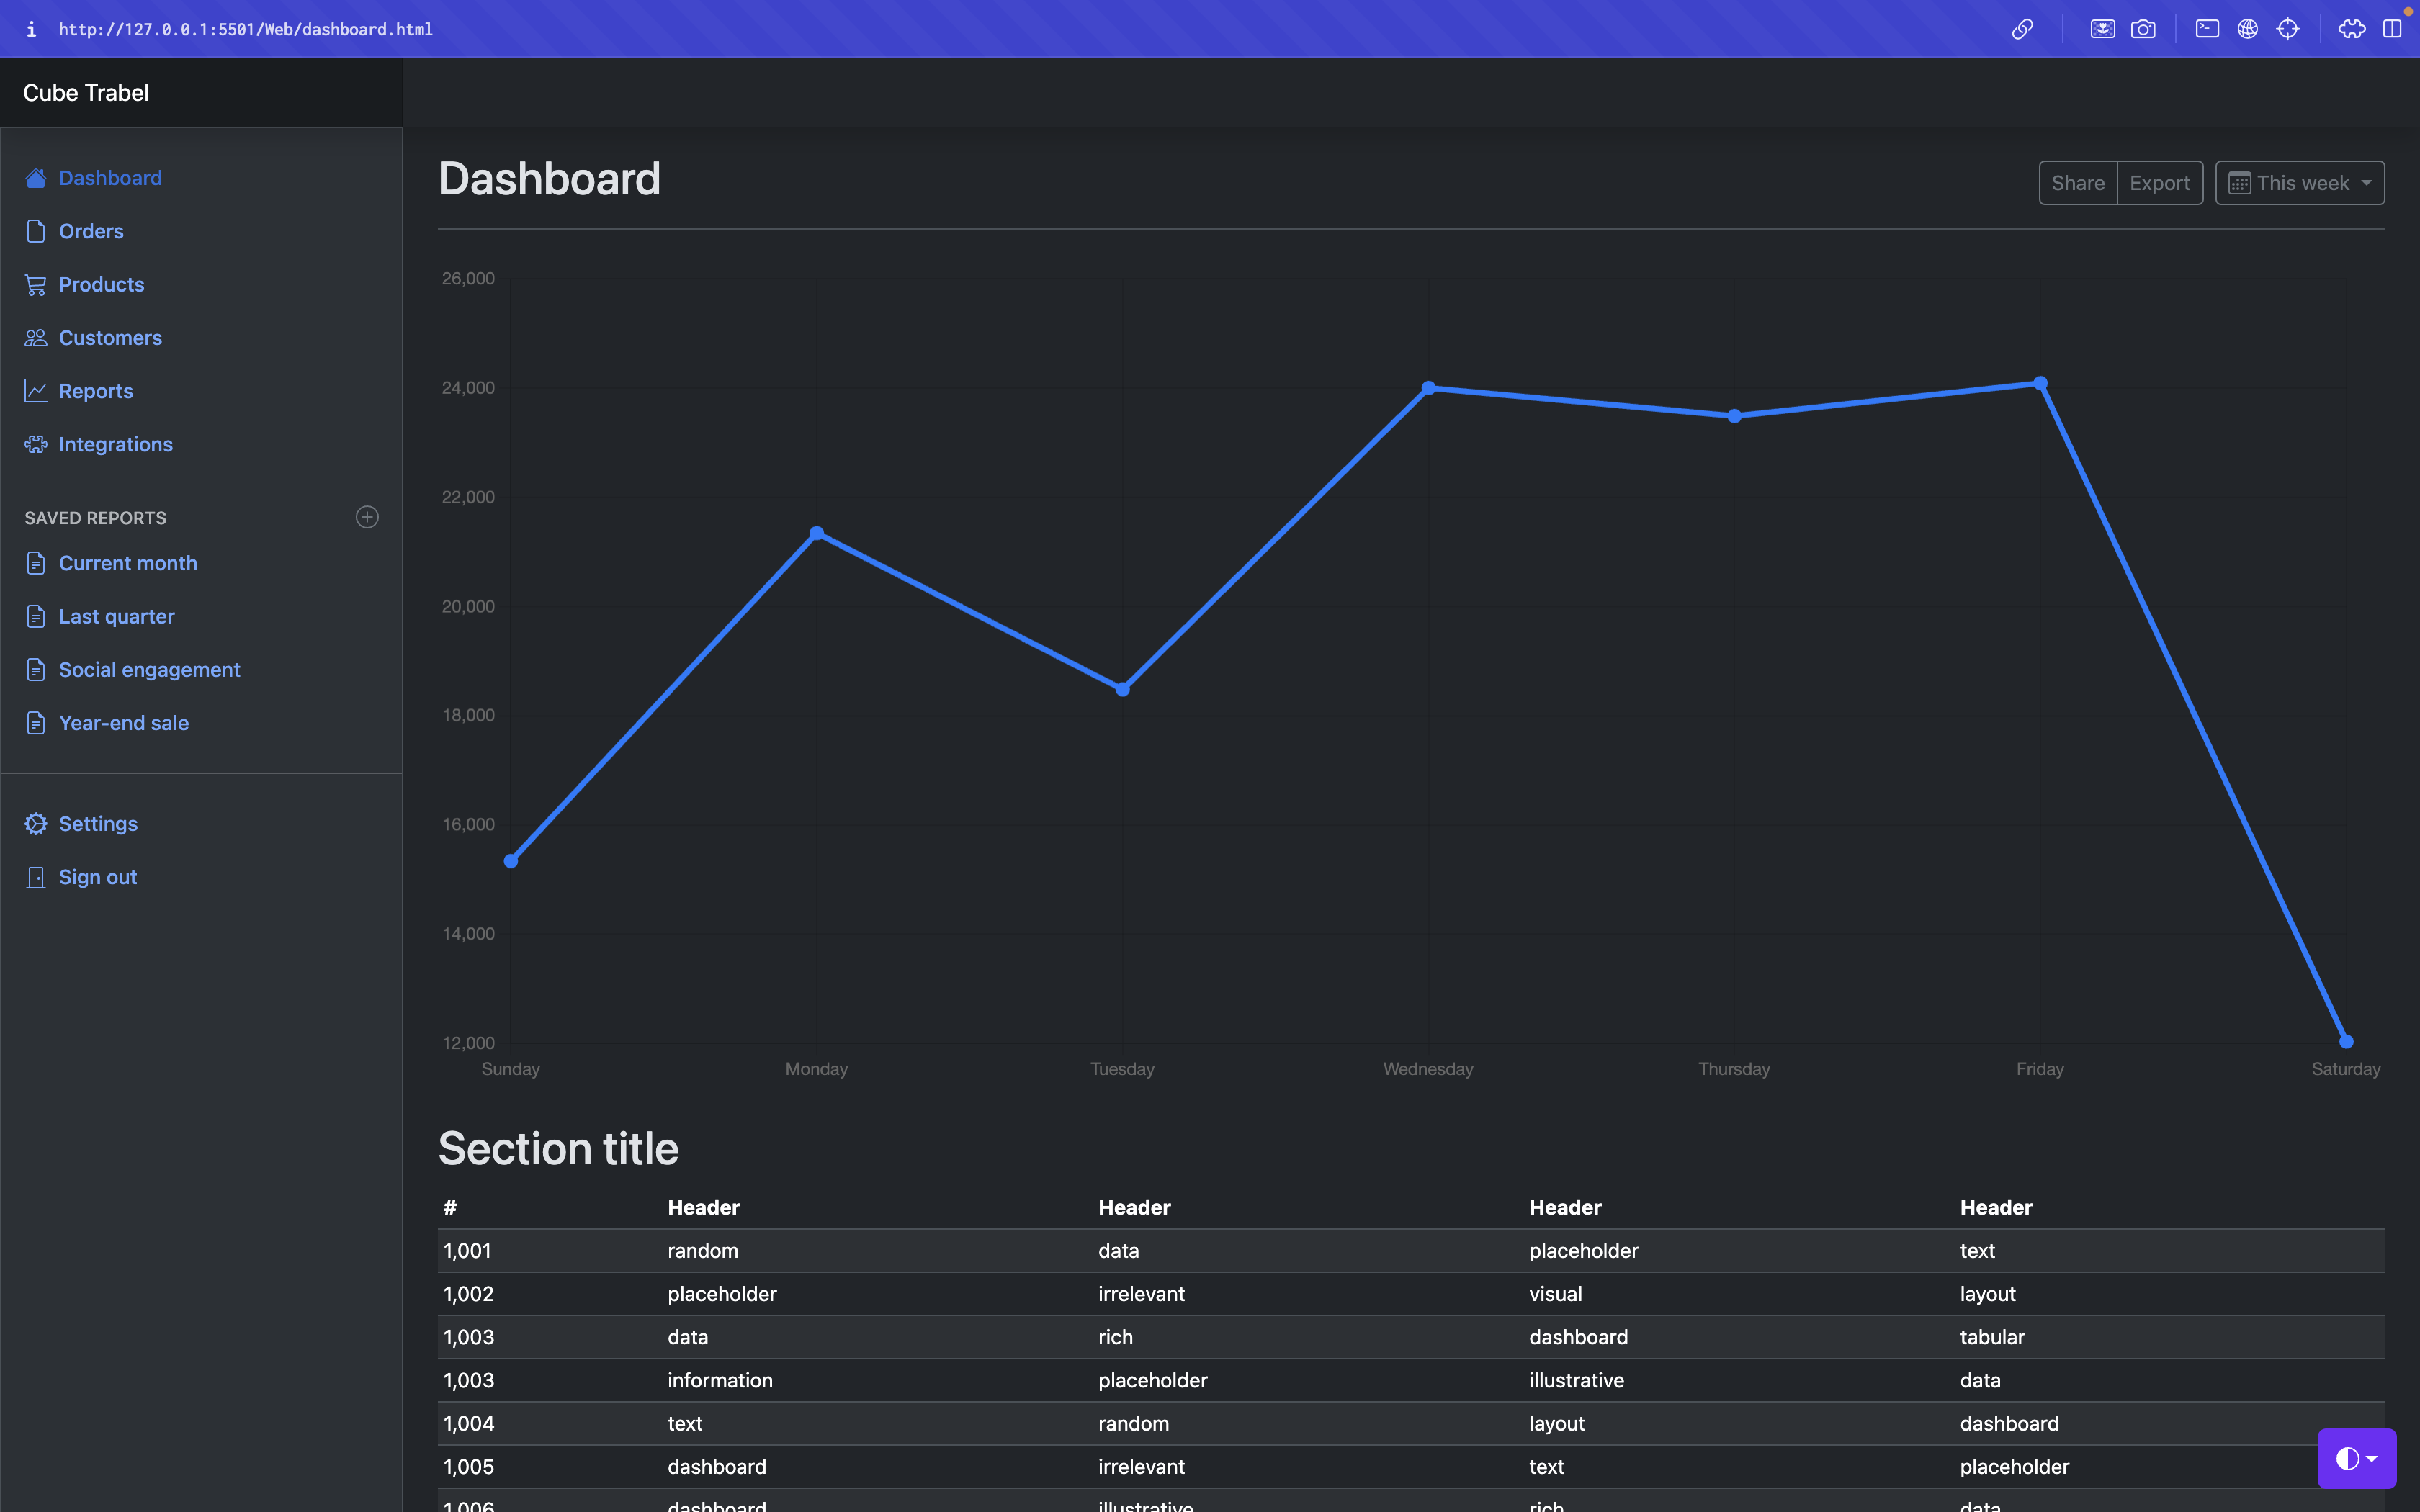 http://127.0.0.1:5501/Web/dashboard.html
Cube Trabel
Dashboard
Orders
Products
Customers
Reports
Integrations
SAVED REPORTS
Current month
Last quarter
Social engagement
Year-end sale
Settings
Sign out
Dashboard
Share Export This week
26,000
24,000
22,000
20,000
18,000
16,000
14,000
12,000
Sunday Monday Tuesday Wednesday Thursday Friday Saturday
Section title
# Header Header Header Header
1,001 random data placeholder text
1,002 placeholder irrelevant visual layout
1,003 data rich dashboard tabular
1,003 information placeholder illustrative data
1,004 text random layout dashboard
1,005 dashboard irrelevant text placeholder
1,006 dashboard illustrative rich data